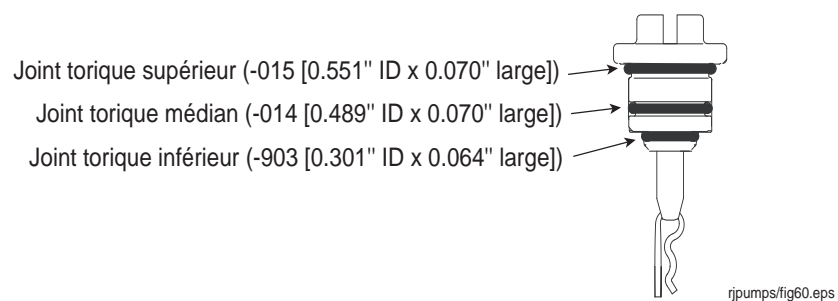 Joint torique supérieur (-015 [0.551" ID x 0.070" large])
Joint torique médian (-014 [0.489" ID x 0.070" large])
Joint torique inférieur (-903 [0.301" ID x 0.064" large])
rjpumps/fig60.eps